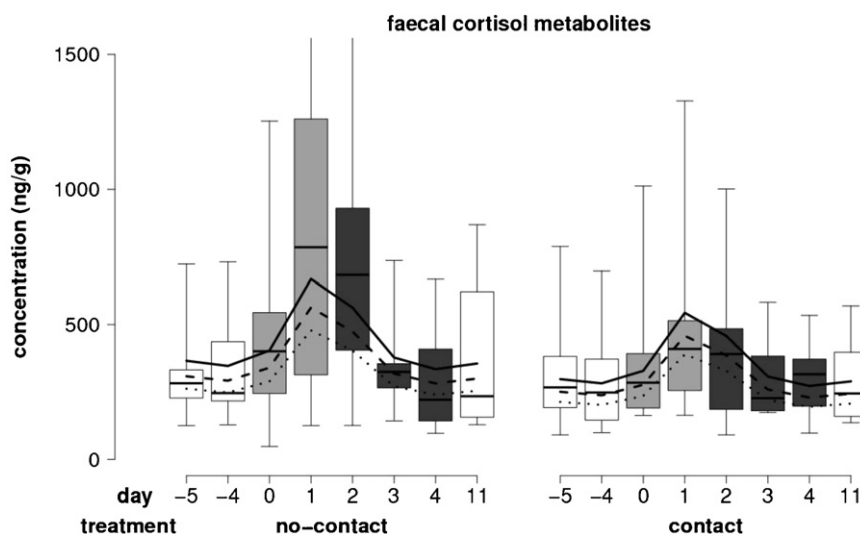 faecal cortisol metabolites
concentration (ng/g)
1500
1000
500
0
day −5 −4 0 1 2 3 4 11 −5 −4 0 1 2 3 4 11
treatment no−contact contact